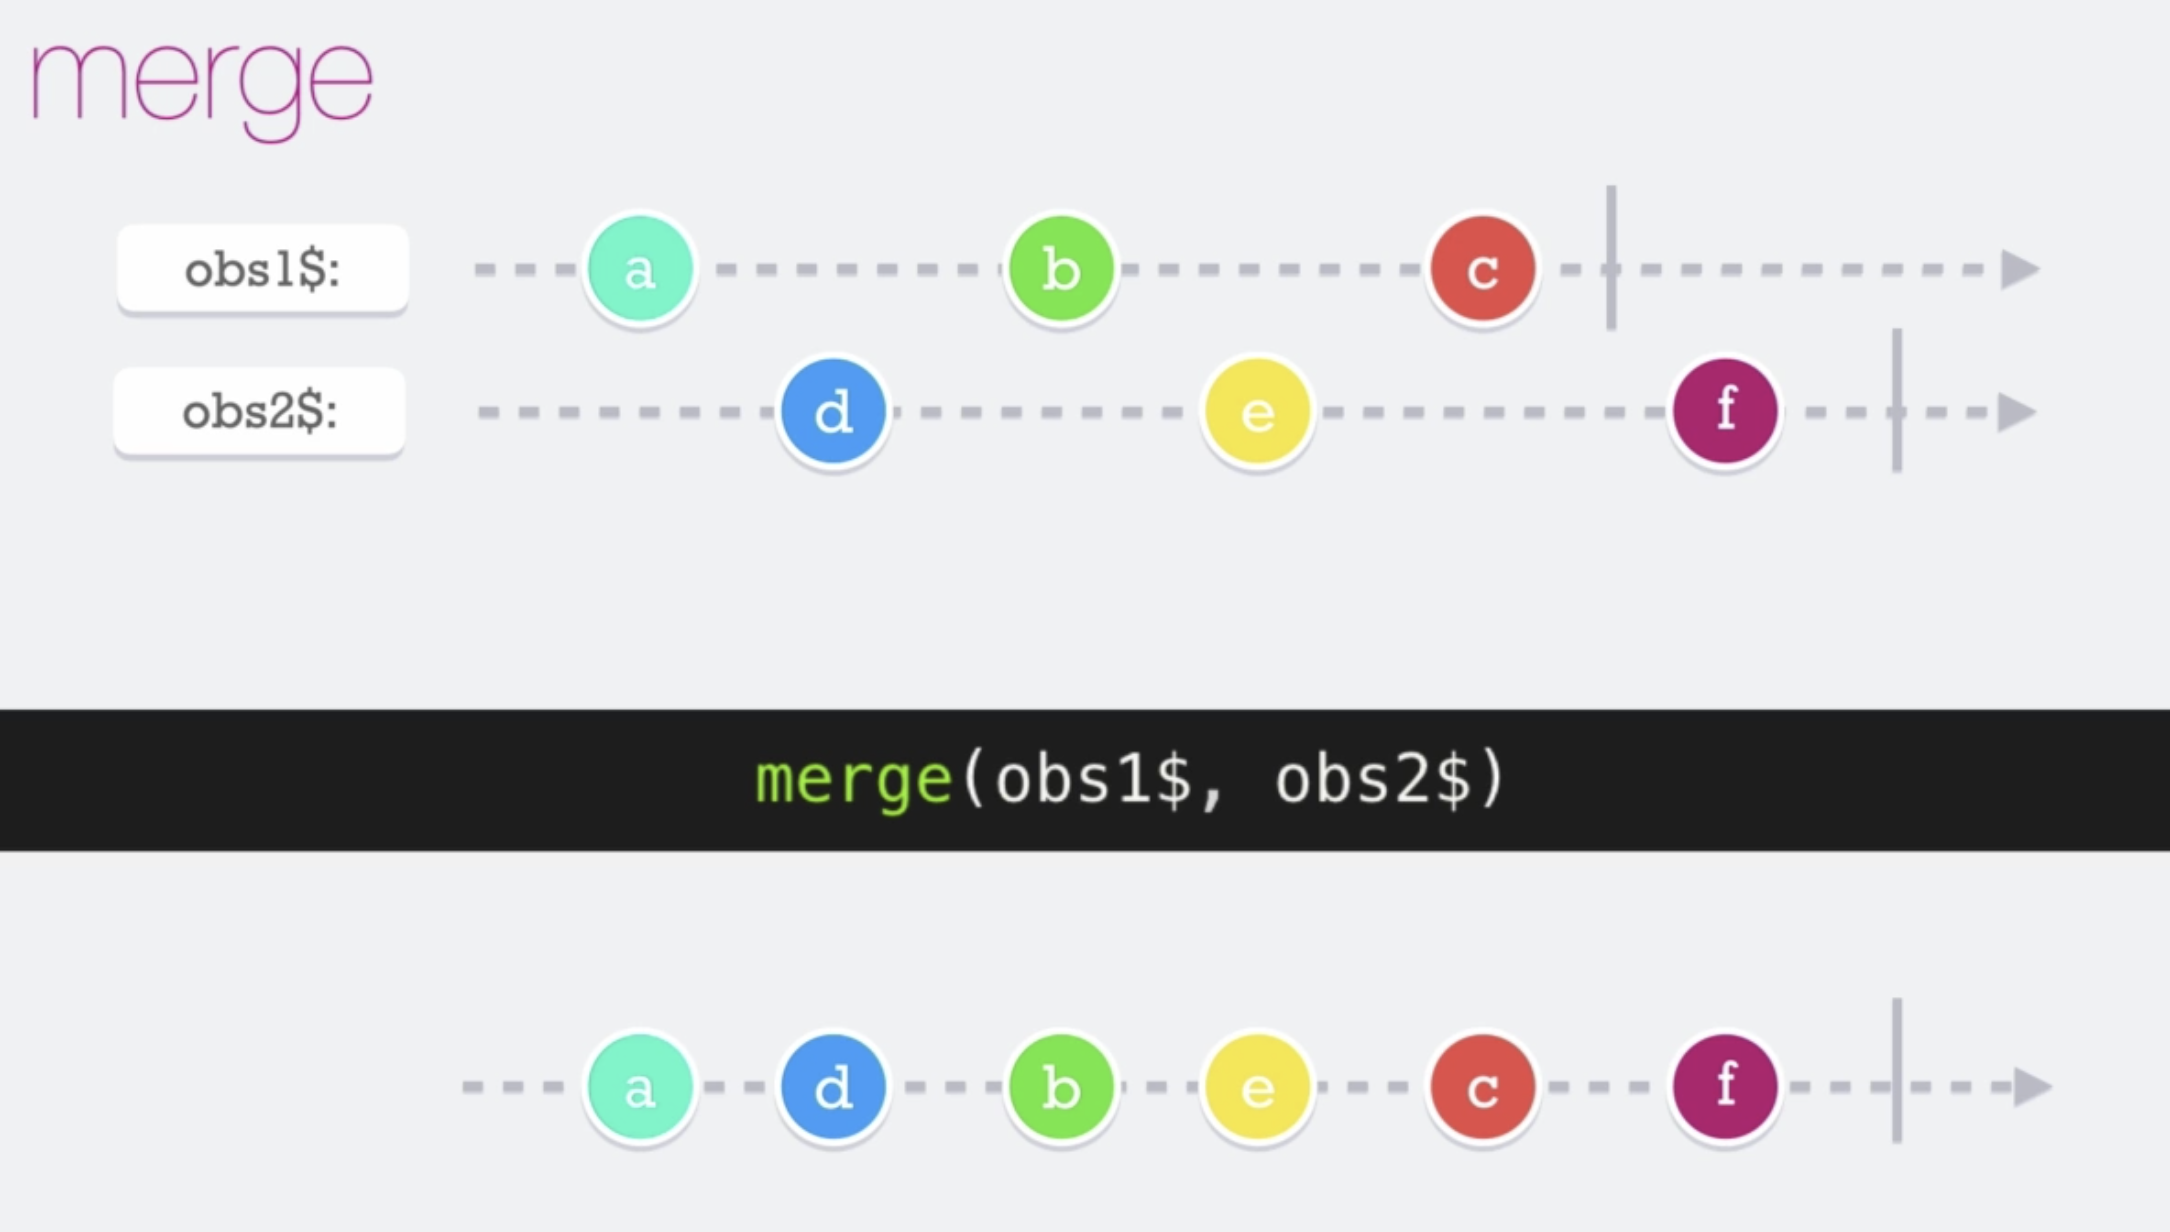 merge
obs1$: a b c
obs2$: d e f
merge(obs1$, obs2$)
a d b e c f